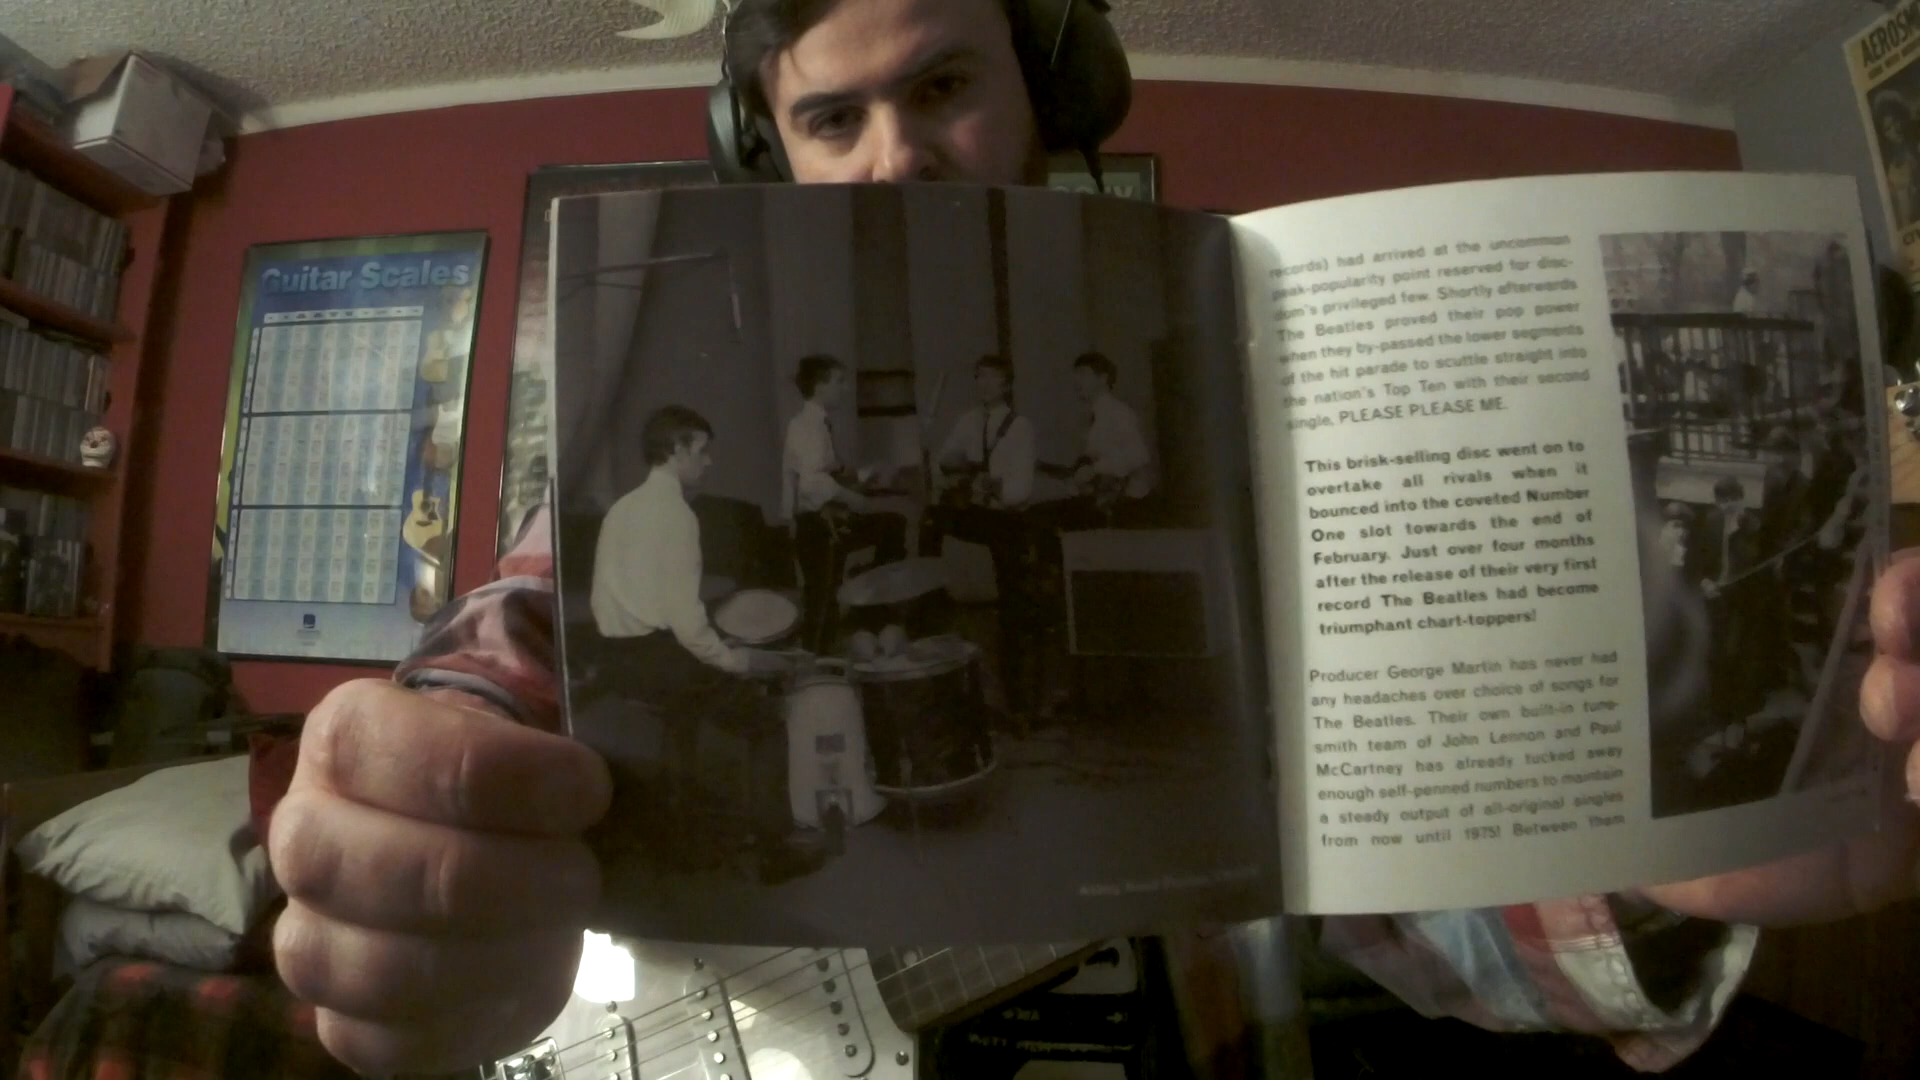 Guitar Scales
AEROSM
records) had arrived at the uncommon
peak-popularity point reserved for disc-
dom's privileged few. Shortly afterwards
The Beatles proved their pop power
when they by-passed the lower segments
of the hit parade to scuttle straight into
the nation's Top Ten with their second
single, PLEASE PLEASE ME.
This brisk-selling disc went on to
overtake all rivals when it
bounced into the coveted Number
One slot towards the end of
February. Just over four months
after the release of their very first
record The Beatles had become
triumphant chart-toppers!
Producer George Martin has never had
any headaches over choice of songs for
The Beatles. Their own built-in tune-
smith team of John Lennon and Paul
McCartney has already tucked away
enough self-penned numbers to maintain
a steady output of all-original singles
from now until 1975! Between them
Abbey Road